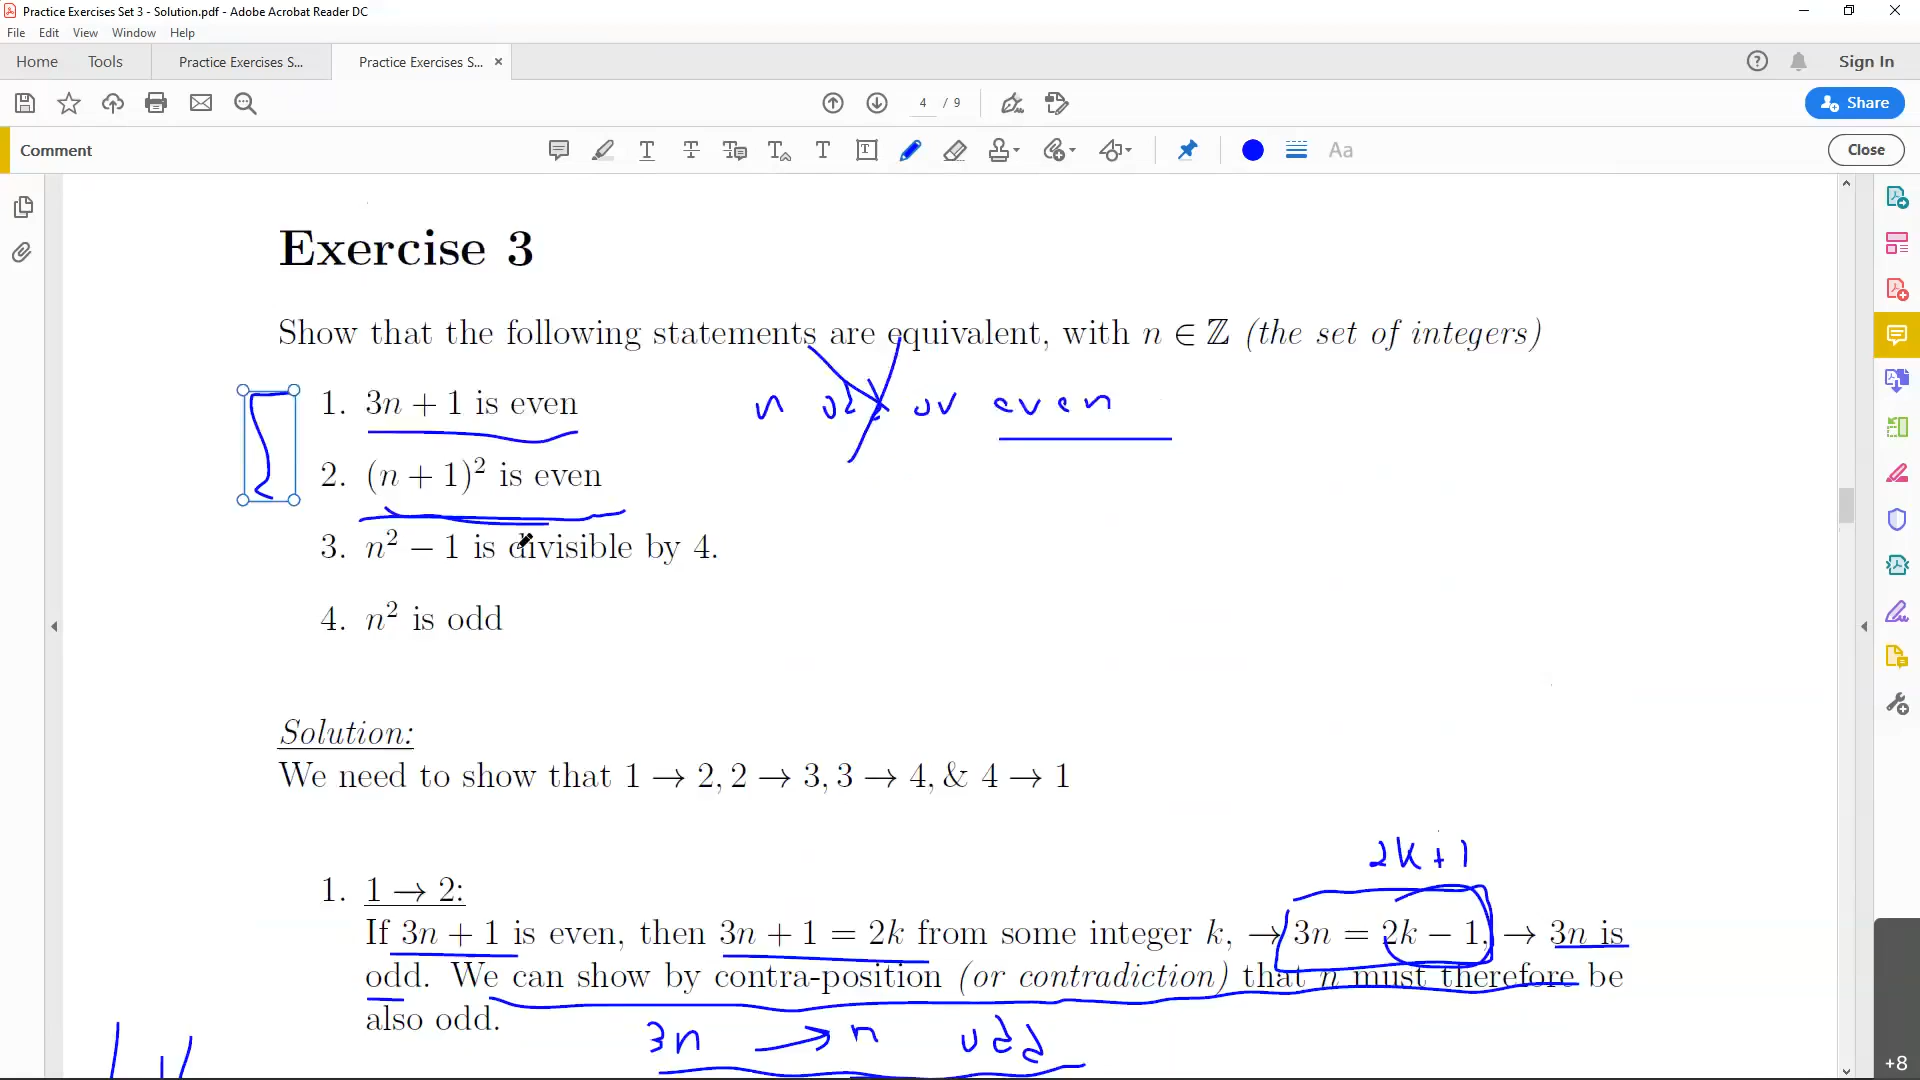 Practice Exercises Set 3 - Solution.pdf - Adobe Acrobat Reader DC
File Edit View Window Help
Home Tools Practice Exercises S... Practice Exercises S... × Sign In
4 / 9 Share
Comment Aa Close
Exercise 3
Show that the following statements are equivalent, with n ∈ ℤ (the set of integers)
1. 3n + 1 is even
n odd or even
2. (n + 1)² is even
3. n² − 1 is divisible by 4.
4. n² is odd
Solution:
We need to show that 1 → 2, 2 → 3, 3 → 4, & 4 → 1
2k+1
1. 1 → 2:
If 3n + 1 is even, then 3n + 1 = 2k from some integer k, → 3n = 2k − 1, → 3n is
odd. We can show by contra-position (or contradiction) that n must therefore be
also odd.
3n → n odd
+8